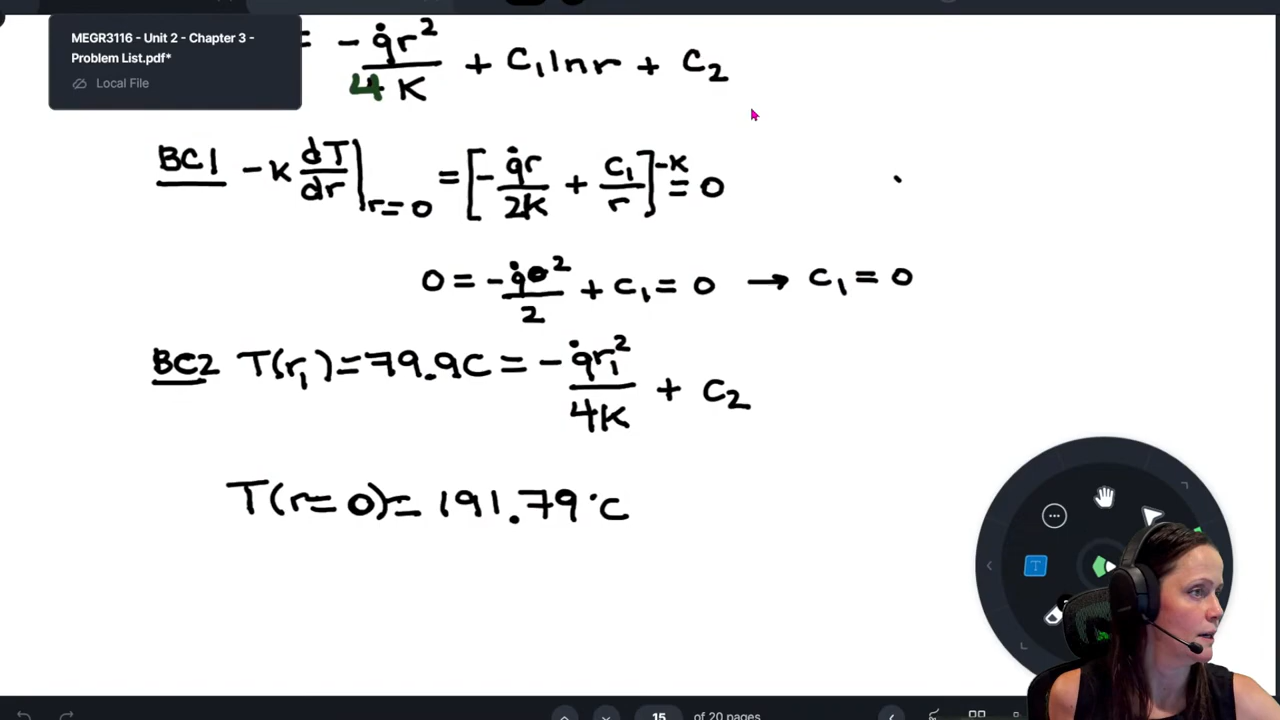 MEGR3116 - Unit 2 - Chapter 3 -
Problem List.pdf*
Local File
= - q̇r²/4K + C₁lnr + C₂
BC1 -K dT/dr|r=0 = [- q̇r/2K + C₁/r]-K = 0
0 = - q̇0²/2 + C₁ = 0 → C₁ = 0
BC2 T(r₁) = 79.9C = - q̇r₁²/4K + C₂
T(r=0) = 191.79°C
T
15 of 20 pages